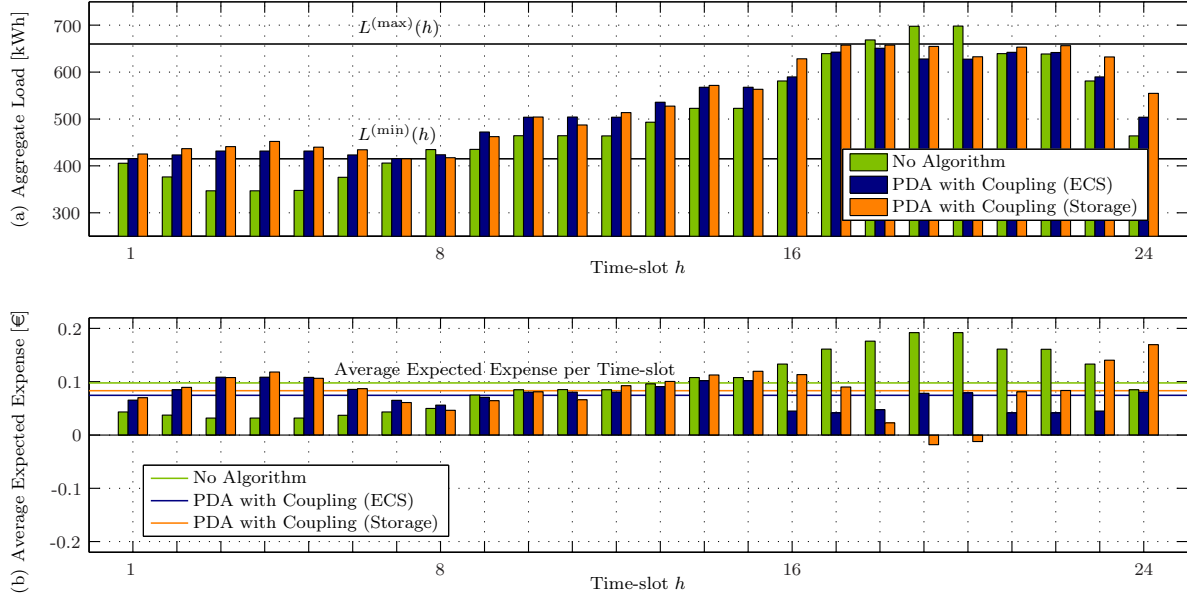 (a) Aggregate Load [kWh]
700
600
500
400
300
L^(max)(h)
L^(min)(h)
No Algorithm
PDA with Coupling (ECS)
PDA with Coupling (Storage)
1
8
16
24
Time-slot h
(b) Average Expected Expense [€]
0.2
0.1
0
-0.1
-0.2
Average Expected Expense per Time-slot
No Algorithm
PDA with Coupling (ECS)
PDA with Coupling (Storage)
1
8
16
24
Time-slot h